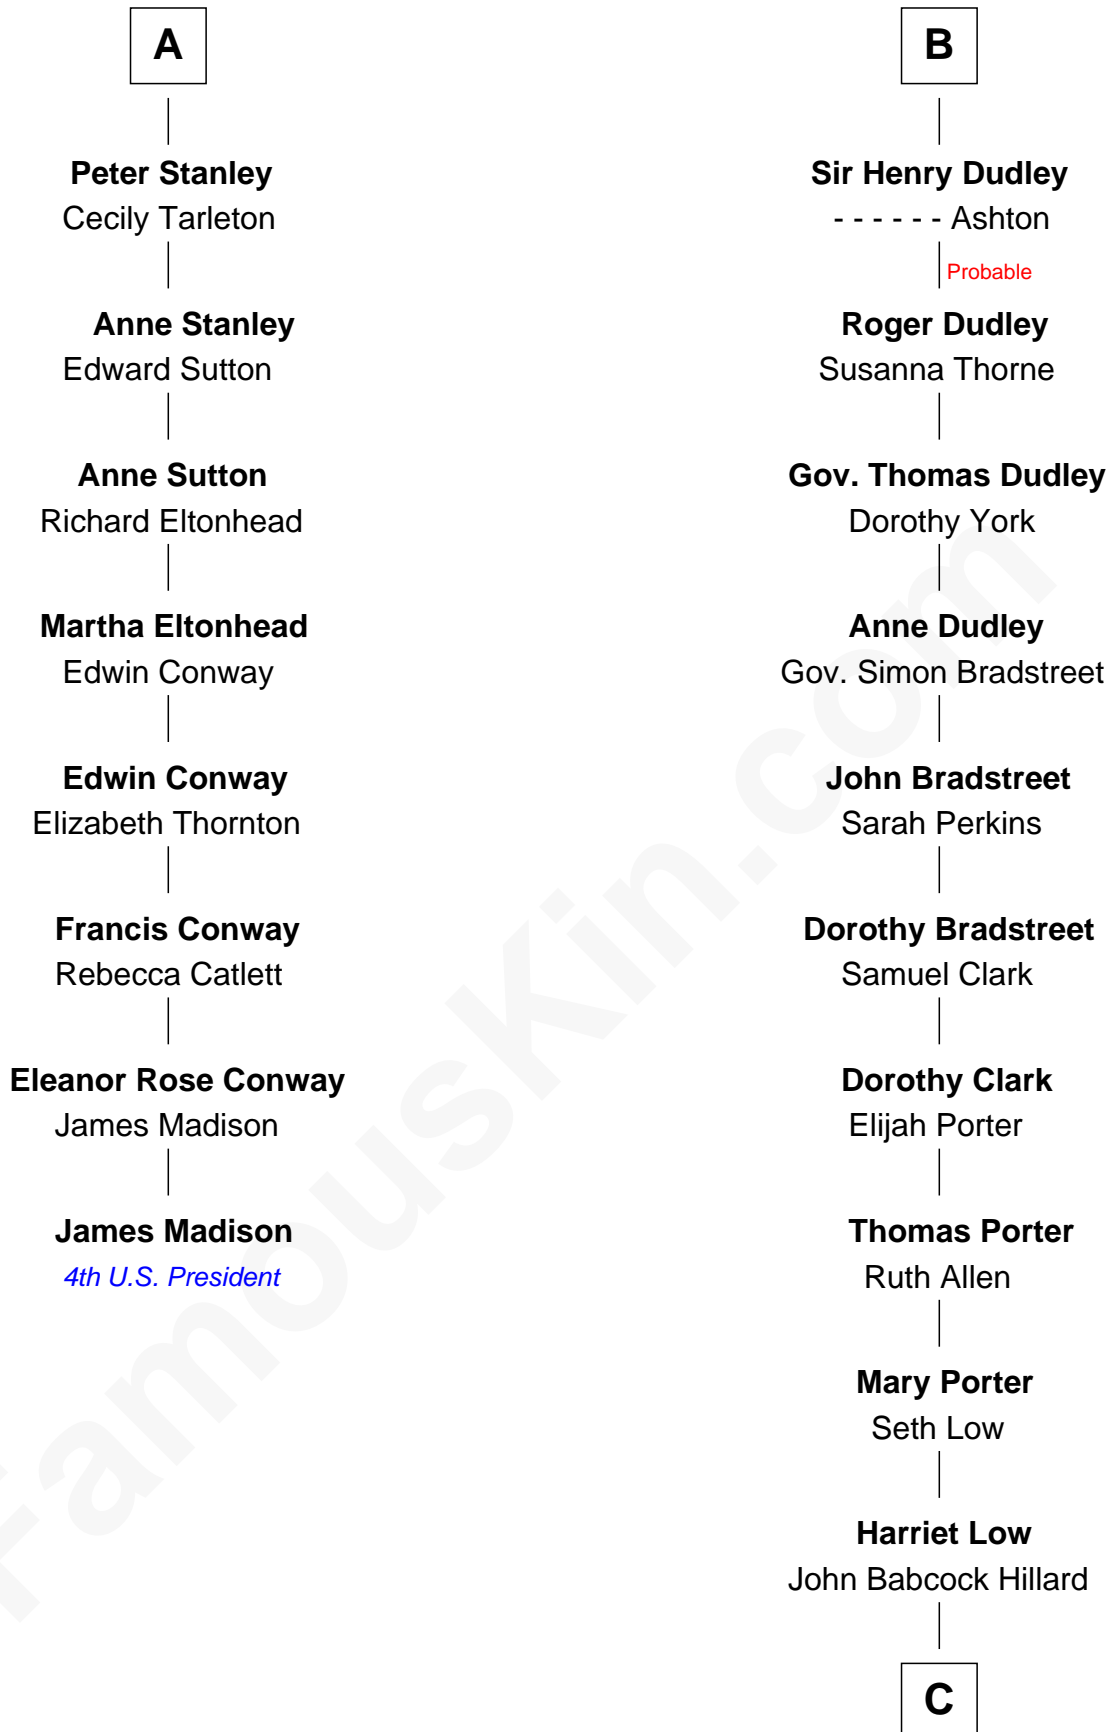 A
Peter Stanley
Cecily Tarleton
Anne Stanley
Edward Sutton
Anne Sutton
Richard Eltonhead
Martha Eltonhead
Edwin Conway
Edwin Conway
Elizabeth Thornton
Francis Conway
Rebecca Catlett
Eleanor Rose Conway
James Madison
James Madison
4th U.S. President
B
Sir Henry Dudley
- - - - - - Ashton
Probable
Roger Dudley
Susanna Thorne
Gov. Thomas Dudley
Dorothy York
Anne Dudley
Gov. Simon Bradstreet
John Bradstreet
Sarah Perkins
Dorothy Bradstreet
Samuel Clark
Dorothy Clark
Elijah Porter
Thomas Porter
Ruth Allen
Mary Porter
Seth Low
Harriet Low
John Babcock Hillard
C
FamousKin.com